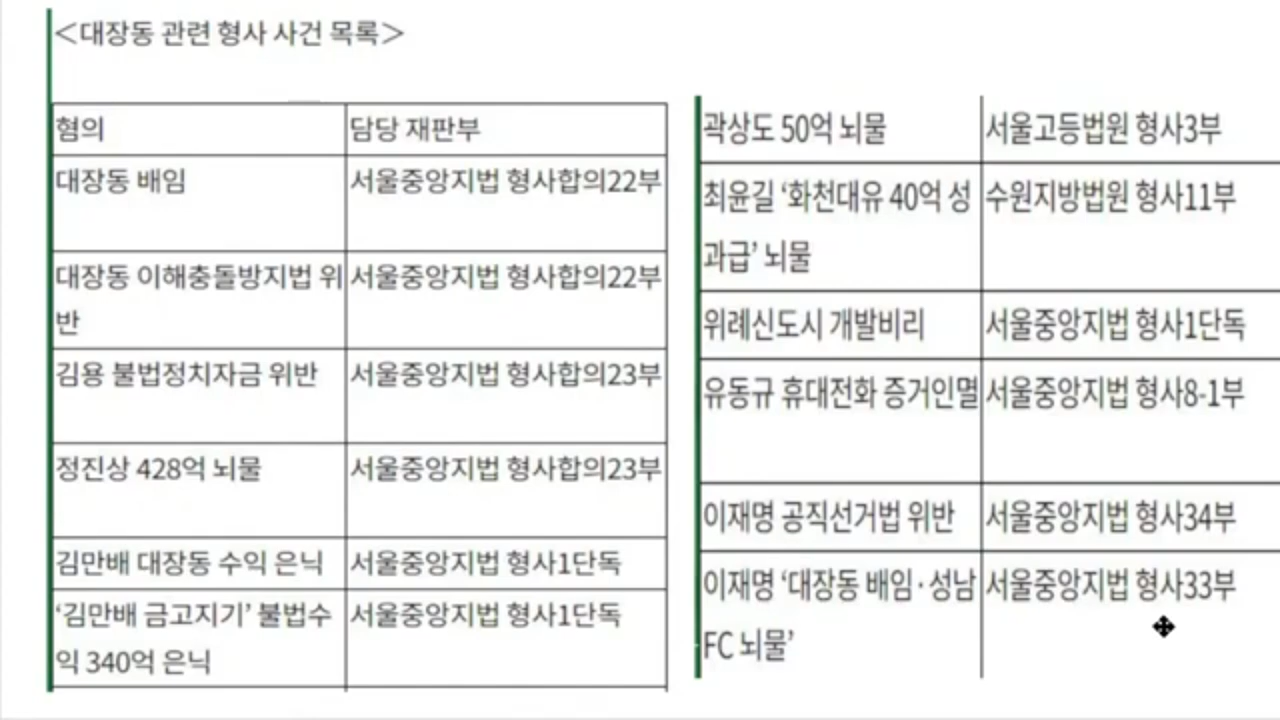 <대장동 관련 형사 사건 목록>
혐의 담당 재판부
대장동 배임 서울중앙지법 형사합의22부
대장동 이해충돌방지법 위 서울중앙지법 형사합의22부
반
김용 불법정치자금 위반 서울중앙지법 형사합의23부
정진상 428억 뇌물 서울중앙지법 형사합의23부
김만배 대장동 수익 은닉 서울중앙지법 형사1단독
‘김만배 금고지기’ 불법수 서울중앙지법 형사1단독
익 340억 은닉
곽상도 50억 뇌물 서울고등법원 형사3부
최윤길 ‘화천대유 40억 성 수원지방법원 형사11부
과급’ 뇌물
위례신도시 개발비리 서울중앙지법 형사1단독
유동규 휴대전화 증거인멸 서울중앙지법 형사8-1부
이재명 공직선거법 위반 서울중앙지법 형사34부
이재명 ‘대장동 배임·성남 서울중앙지법 형사33부
FC 뇌물’